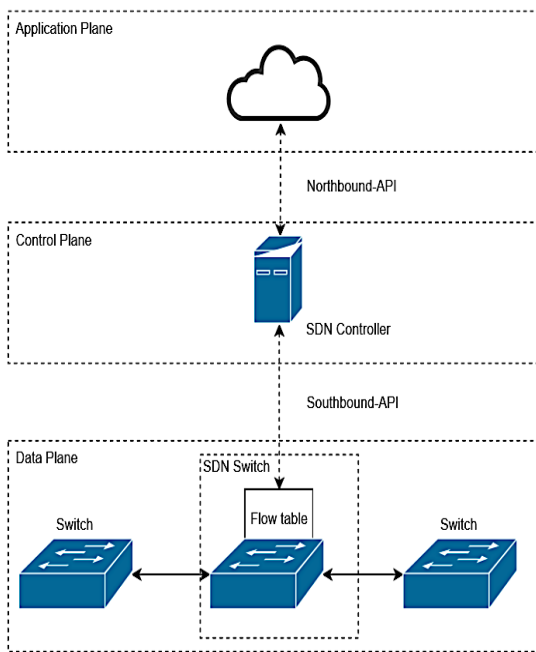 Application Plane
Northbound-API
Control Plane
SDN Controller
Southbound-API
Data Plane
SDN Switch
Switch
Flow table
Switch